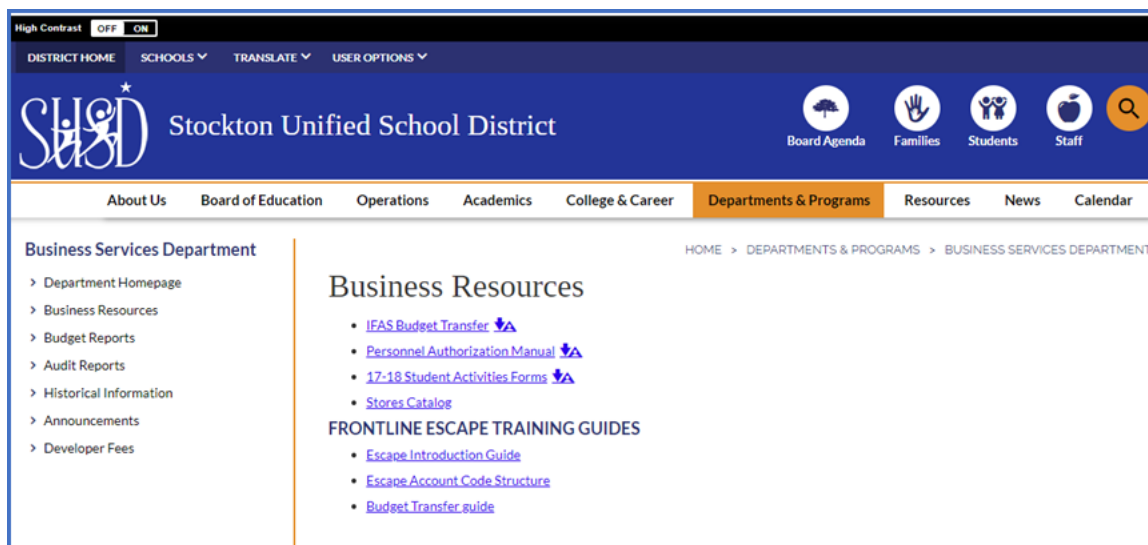 High Contrast OFF ON
DISTRICT HOME SCHOOLS TRANSLATE USER OPTIONS
SUSD Stockton Unified School District
Board Agenda Families Students Staff
About Us Board of Education Operations Academics College & Career Departments & Programs Resources News Calendar
HOME > DEPARTMENTS & PROGRAMS > BUSINESS SERVICES DEPARTMENT
Business Services Department
> Department Homepage
> Business Resources
> Budget Reports
> Audit Reports
> Historical Information
> Announcements
> Developer Fees
Business Resources
• IFAS Budget Transfer
• Personnel Authorization Manual
• 17-18 Student Activities Forms
• Stores Catalog
FRONTLINE ESCAPE TRAINING GUIDES
• Escape Introduction Guide
• Escape Account Code Structure
• Budget Transfer guide